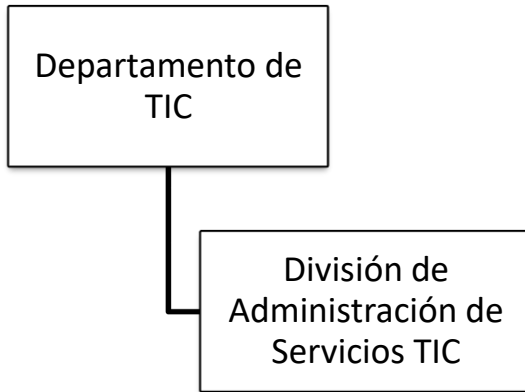 Departamento de
TIC
División de
Administración de
Servicios TIC